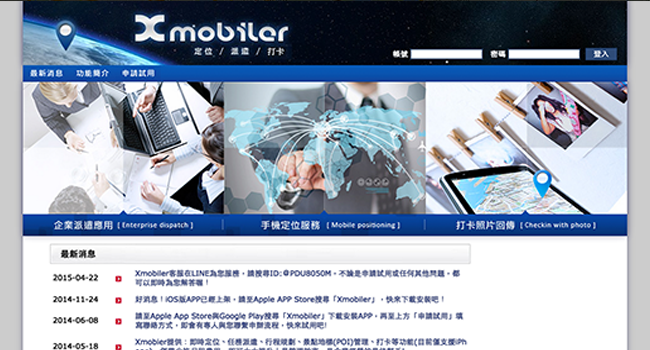 Xmobiler
定位 / 派遣 / 打卡
帳號 密碼 登入
最新消息 功能簡介 申請試用
企業派遣應用 [ Enterprise dispatch ] 手機定位服務 [ Mobile positioning ] 打卡照片回傳 [ Checkin with photo ]
最新消息
2015-04-22 Xmobiler客服在LINE為您服務，請搜尋ID:@PDU8050M，不論是申請試用或任何其他問題，都
可以即時為您解答喔！
2014-11-24 好消息！iOS版APP已經上架，請至Apple APP Store搜尋「Xmobiler」，快來下載安裝吧！
2014-06-08 請至Apple APP Store與Google Play搜尋「Xmobiler」下載安裝APP，再至上方「申請試用」填
寫聯絡方式，即會有專人與您聯繫申辦流程，快來試用吧!
2014-05-18 Xmobier提供：即時定位、任務派遣、行程規劃、景點地標(POI)管理、打卡等功能(目前僅支援iPh